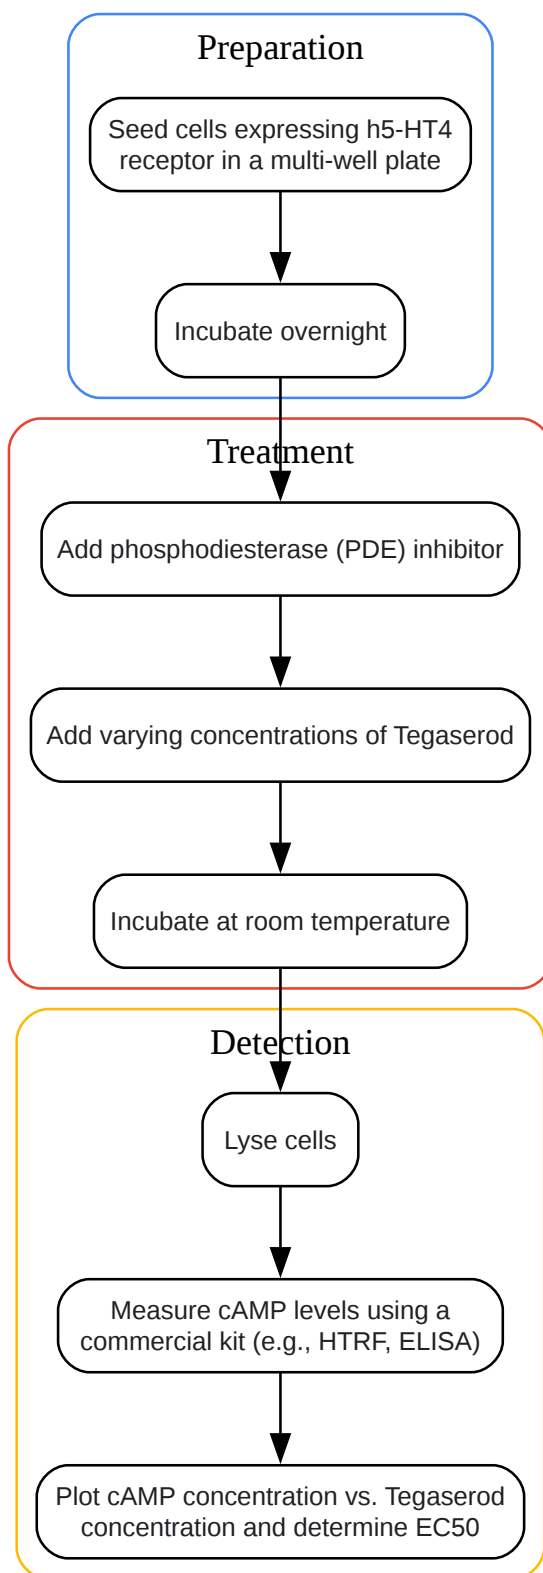 Preparation
Seed cells expressing h5-HT4
receptor in a multi-well plate
Incubate overnight
Treatment
Add phosphodiesterase (PDE) inhibitor
Add varying concentrations of Tegaserod
Incubate at room temperature
Detection
Lyse cells
Measure cAMP levels using a
commercial kit (e.g., HTRF, ELISA)
Plot cAMP concentration vs. Tegaserod
concentration and determine EC50